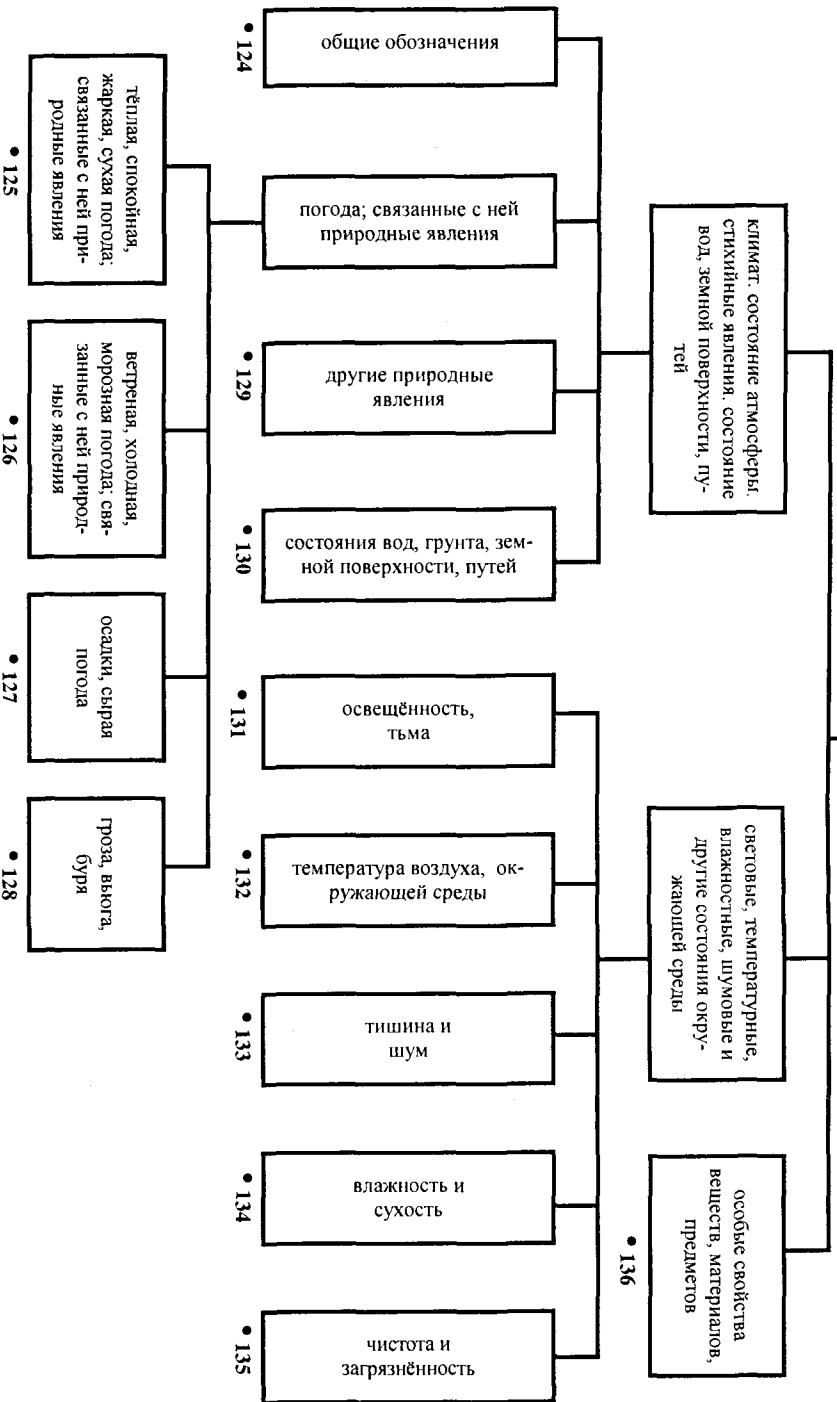 климат. состояние атмосферы.
стихийные явления. состояние
вод, земной поверхности, пу-
тей
световые, температурные,
влажностные, шумовые и
другие состояния окру-
жающей среды
особые свойства
веществ, материалов,
предметов
• 136
общие обозначения
• 124
погода; связанные с ней
природные явления
другие природные
явления
• 129
состояния вод, грунта, зем-
ной поверхности, путей
• 130
освещённость,
тьма
• 131
температура воздуха, ок-
ружающей среды
• 132
тишина и
шум
• 133
влажность и
сухость
• 134
чистота и
загрязнённость
• 135
тёплая, спокойная,
жаркая, сухая погода;
связанные с ней при-
родные явления
• 125
ветреная, холодная,
морозная погода; свя-
занные с ней природ-
ные явления
• 126
осадки, сырая
погода
• 127
гроза, вьюга,
буря
• 128